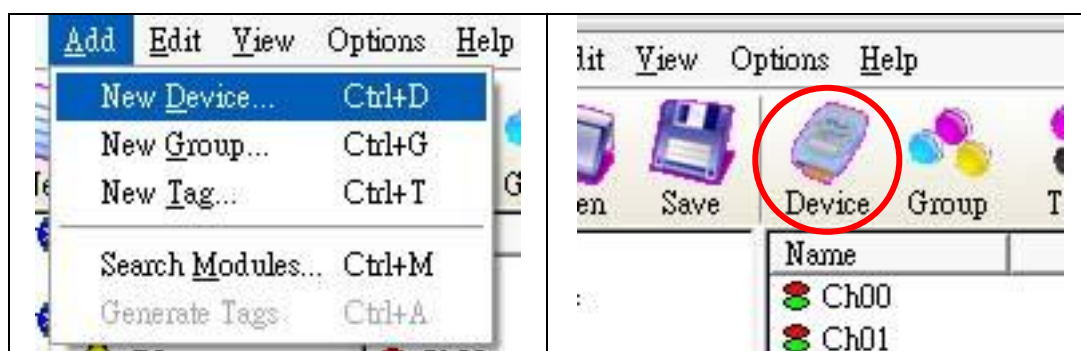 Add Edit View Options Help
New Device... Ctrl+D
New Group... Ctrl+G
New Tag... Ctrl+T
Search Modules... Ctrl+M
Generate Tags Ctrl+A
View Options Help
Save Device Group
Name
Ch00
Ch01